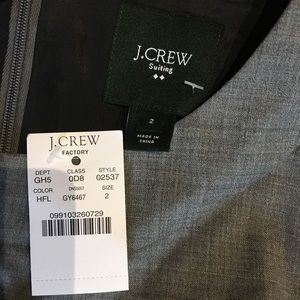 J.CREW
Suiting
2
MADE IN
CHINA
J.CREW
FACTORY
DEPT CLASS STYLE
GH5 0D8 02537
COLOR SIZE
HFL GY6467 2
099103260729